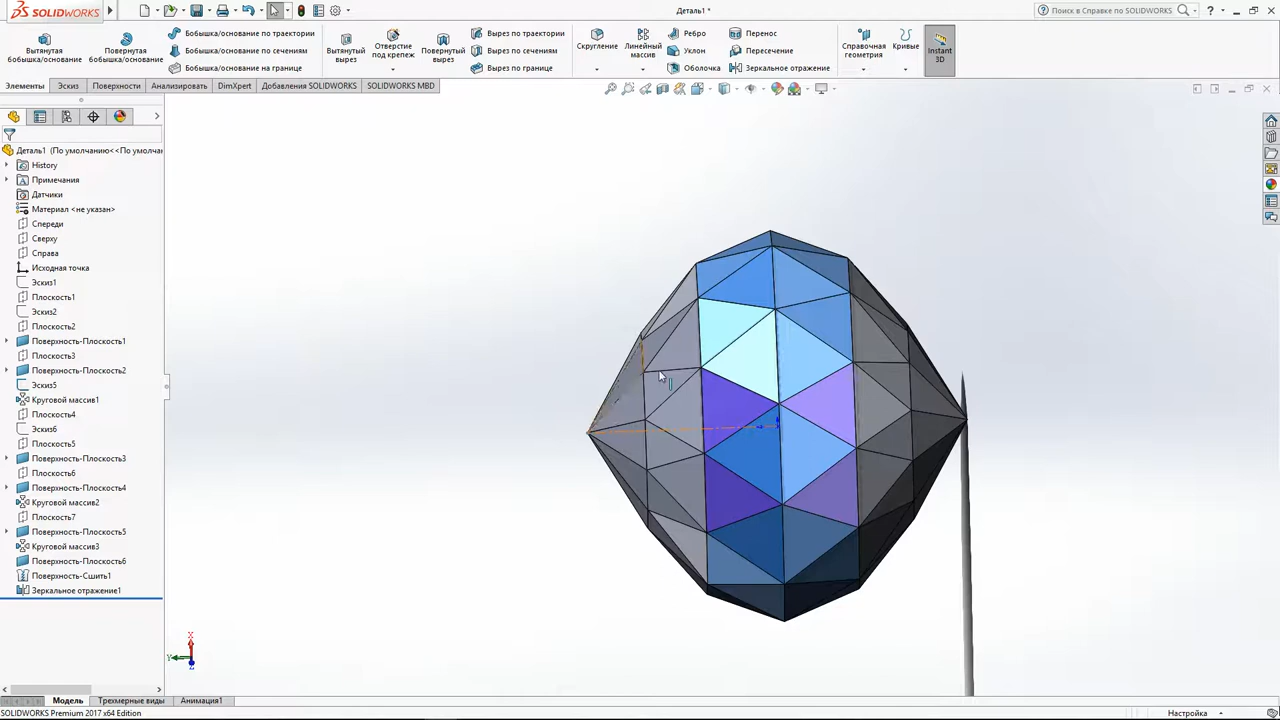 SOLIDWORKS
Деталь1 *
Поиск в Справке по SOLIDWORKS
Вытянутая бобышка/основание
Повернутая бобышка/основание
Бобышка/основание по траектории
Бобышка/основание по сечениям
Бобышка/основание на границе
Вытянутый вырез
Отверстие под крепеж
Повернутый вырез
Вырез по траектории
Вырез по сечениям
Вырез по границе
Скругление
Линейный массив
Ребро
Уклон
Оболочка
Перенос
Пересечение
Зеркальное отражение
Справочная геометрия
Кривые
Instant 3D
Элементы
Эскиз
Поверхности
Анализировать
DimXpert
Добавления SOLIDWORKS
SOLIDWORKS MBD
Деталь1 (По умолчанию<<По умолча
History
Примечания
Датчики
Материал <не указан>
Спереди
Сверху
Справа
Исходная точка
Эскиз1
Плоскость1
Эскиз2
Плоскость2
Поверхность-Плоскость1
Плоскость3
Поверхность-Плоскость2
Эскиз5
Круговой массив1
Плоскость4
Эскиз6
Плоскость5
Поверхность-Плоскость3
Плоскость6
Поверхность-Плоскость4
Круговой массив2
Плоскость7
Поверхность-Плоскость5
Круговой массив3
Поверхность-Плоскость6
Поверхность-Сшить1
Зеркальное отражение1
X
Y
Z
Модель
Трехмерные виды
Анимация1
SOLIDWORKS Premium 2017 x64 Edition
Настройка